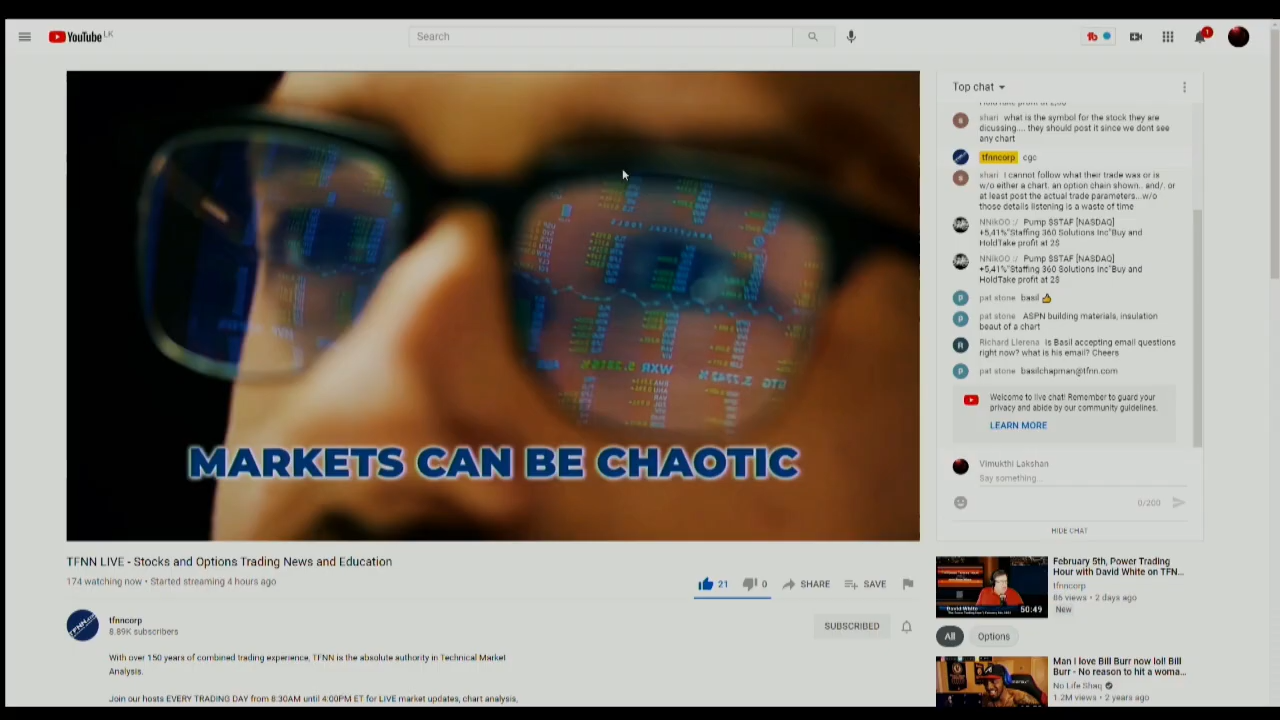 YouTube LK
Search
1
Top chat
shari what is the symbol for the stock they are
dicussing.... they should post it since we dont see
any chart
tfnncorp cgc
shari I cannot follow what their trade was or is
w/o either a chart. an option chain shown.. and/. or
at least post the actual trade parameters...w/o
those details listening is a waste of time
NNikOO :/ Pump $STAF [NASDAQ]
+5,41%"Staffing 360 Solutions Inc"Buy and
HoldTake profit at 2$
NNikOO :/ Pump $STAF [NASDAQ]
+5,41%"Staffing 360 Solutions Inc"Buy and
HoldTake profit at 2$
pat stone basil 👍
pat stone ASPN building materials, insulation
beaut of a chart
Richard Llerena Is Basil accepting email questions
right now? what is his email? Cheers
pat stone basilchapman@tfnn.com
Welcome to live chat! Remember to guard your
privacy and abide by our community guidelines.
LEARN MORE
Vimukthi Lakshan
Say something...
0/200
HIDE CHAT
MARKETS CAN BE CHAOTIC
TFNN LIVE - Stocks and Options Trading News and Education
174 watching now • Started streaming 4 hours ago
21 0 SHARE SAVE
tfnncorp
8.89K subscribers
SUBSCRIBED
With over 150 years of combined trading experience, TFNN is the absolute authority in Technical Market
Analysis.
Join our hosts EVERY TRADING DAY from 8:30AM until 4:00PM ET for LIVE market updates, chart analysis,
David White
50:49
February 5th, Power Trading
Hour with David White on TFN...
tfnncorp
86 views • 2 days ago
New
All Options
Man I love Bill Burr now lol! Bill
Burr - No reason to hit a woma...
No Life Shaq
1.2M views • 2 years ago